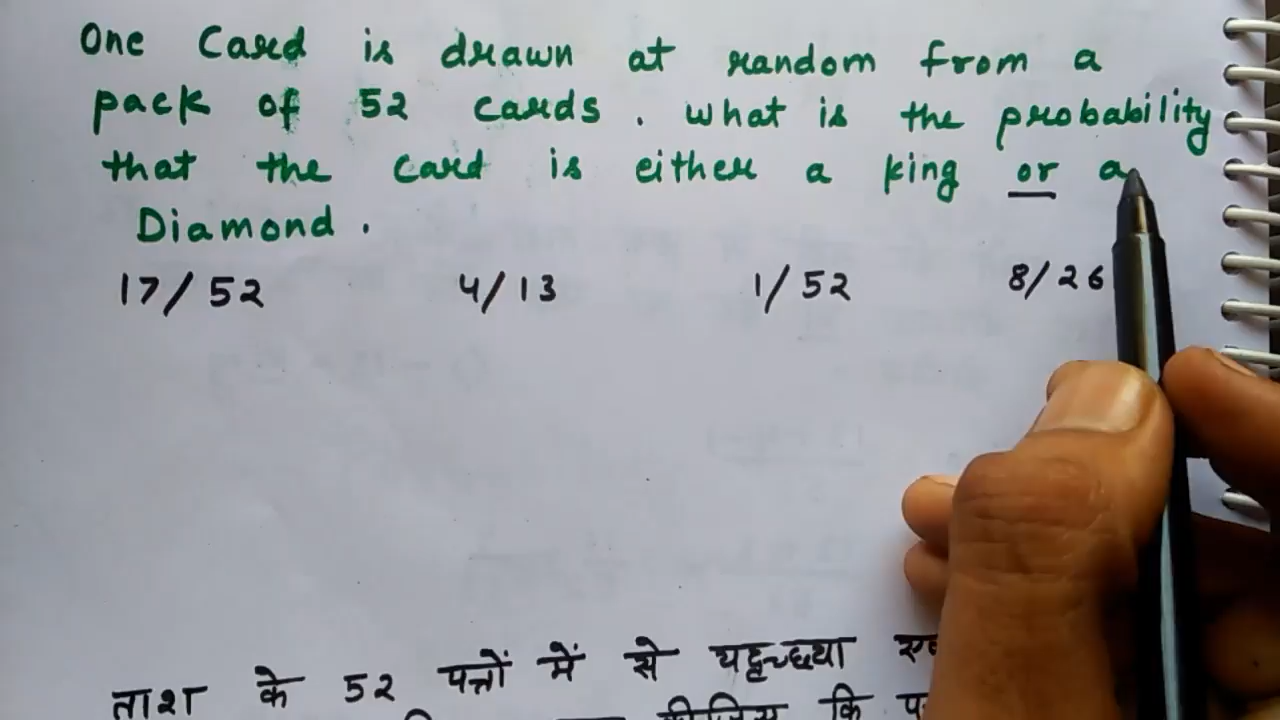 One Card is drawn at random from a
pack of 52 cards. what is the probability
that the card is either a king or a
Diamond.
17/52 4/13 1/52 8/26
ताश के 52 पत्तों में से यदृच्छया
कि